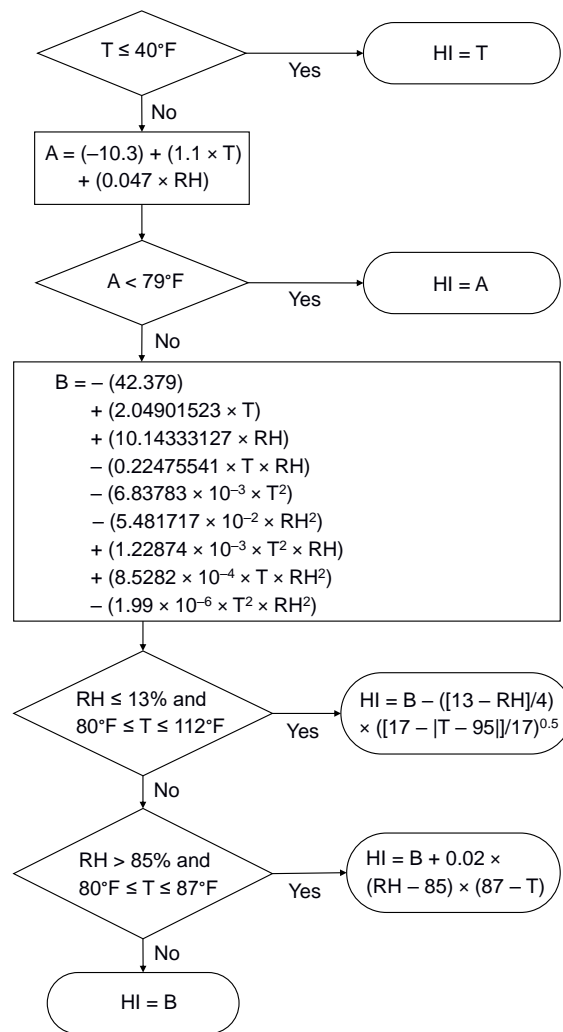 T ≤ 40°F
Yes
HI = T
No
A = (–10.3) + (1.1 × T)
+ (0.047 × RH)
A < 79°F
Yes
HI = A
No
B = – (42.379)
+ (2.04901523 × T)
+ (10.14333127 × RH)
– (0.22475541 × T × RH)
– (6.83783 × 10⁻³ × T²)
– (5.481717 × 10⁻² × RH²)
+ (1.22874 × 10⁻³ × T² × RH)
+ (8.5282 × 10⁻⁴ × T × RH²)
– (1.99 × 10⁻⁶ × T² × RH²)
RH ≤ 13% and
80°F ≤ T ≤ 112°F
Yes
HI = B – ([13 – RH]/4)
× ([17 – |T – 95|]/17)⁰·⁵
No
RH > 85% and
80°F ≤ T ≤ 87°F
Yes
HI = B + 0.02 ×
(RH – 85) × (87 – T)
No
HI = B